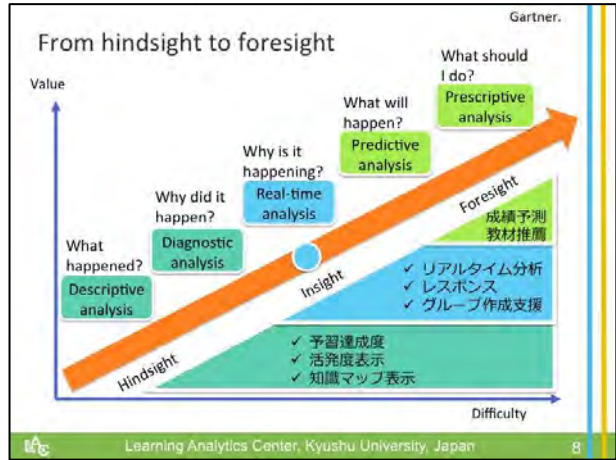 Gartner.
From hindsight to foresight
Value
What should
I do?
Prescriptive
analysis
What will
happen?
Predictive
analysis
Why is it
happening?
Real-time
analysis
Why did it
happen?
Diagnostic
analysis
What
happened?
Descriptive
analysis
Foresight
成績予測
教材推薦
Insight
✓ リアルタイム分析
✓ レスポンス
✓ グループ作成支援
Hindsight
✓ 予習達成度
✓ 活発度表示
✓ 知識マップ表示
Difficulty
LAC
Learning Analytics Center, Kyushu University, Japan
8